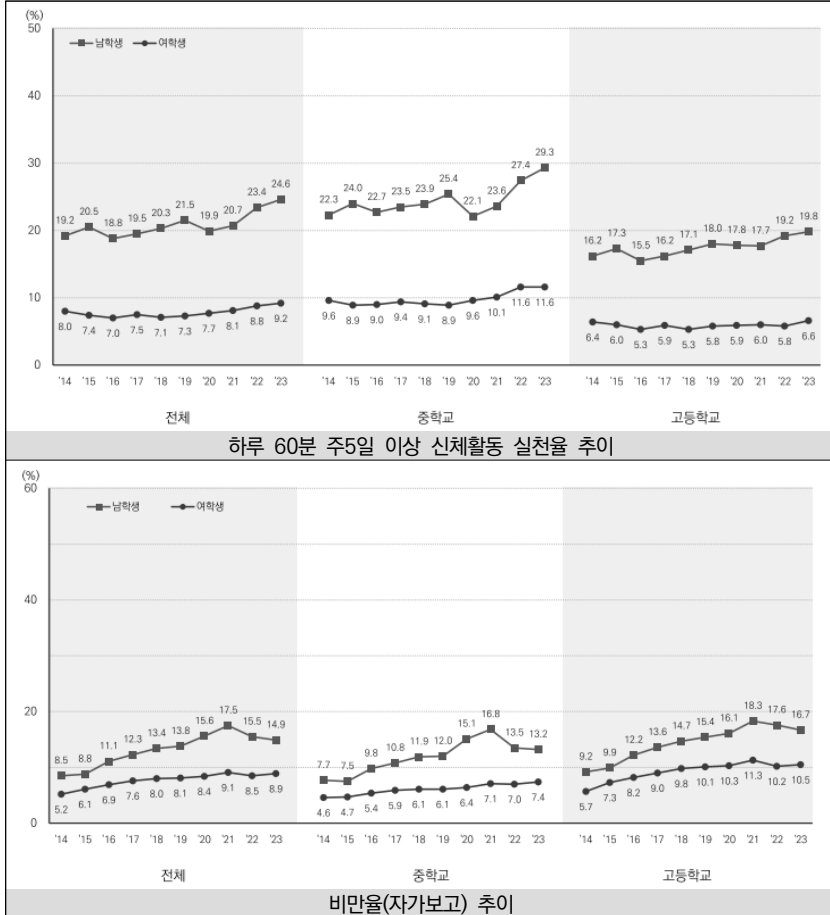 (%)
50
남학생 여학생
40
30
20
10
0
19.2 20.5 18.8 19.5 20.3 21.5 19.9 20.7 23.4 24.6
8.0 7.4 7.0 7.5 7.1 7.3 7.7 8.1 8.8 9.2
22.3 24.0 22.7 23.5 23.9 25.4 22.1 23.6 27.4 29.3
9.6 8.9 9.0 9.4 9.1 8.9 9.6 10.1 11.6 11.6
16.2 17.3 15.5 16.2 17.1 18.0 17.8 17.7 19.2 19.8
6.4 6.0 5.3 5.9 5.3 5.8 5.9 6.0 5.8 6.6
'14 '15 '16 '17 '18 '19 '20 '21 '22 '23 '14 '15 '16 '17 '18 '19 '20 '21 '22 '23 '14 '15 '16 '17 '18 '19 '20 '21 '22 '23
전체 중학교 고등학교
하루 60분 주5일 이상 신체활동 실천율 추이
(%)
60
남학생 여학생
40
20
0
8.5 8.8 11.1 12.3 13.4 13.8 15.6 17.5 15.5 14.9
5.2 6.1 6.9 7.6 8.0 8.1 8.4 9.1 8.5 8.9
7.7 7.5 9.8 10.8 11.9 12.0 15.1 16.8 13.5 13.2
4.6 4.7 5.4 5.9 6.1 6.1 6.4 7.1 7.0 7.4
9.2 9.9 12.2 13.6 14.7 15.4 16.1 18.3 17.6 16.7
5.7 7.3 8.2 9.0 9.8 10.1 10.3 11.3 10.2 10.5
'14 '15 '16 '17 '18 '19 '20 '21 '22 '23 '14 '15 '16 '17 '18 '19 '20 '21 '22 '23 '14 '15 '16 '17 '18 '19 '20 '21 '22 '23
전체 중학교 고등학교
비만율(자가보고) 추이